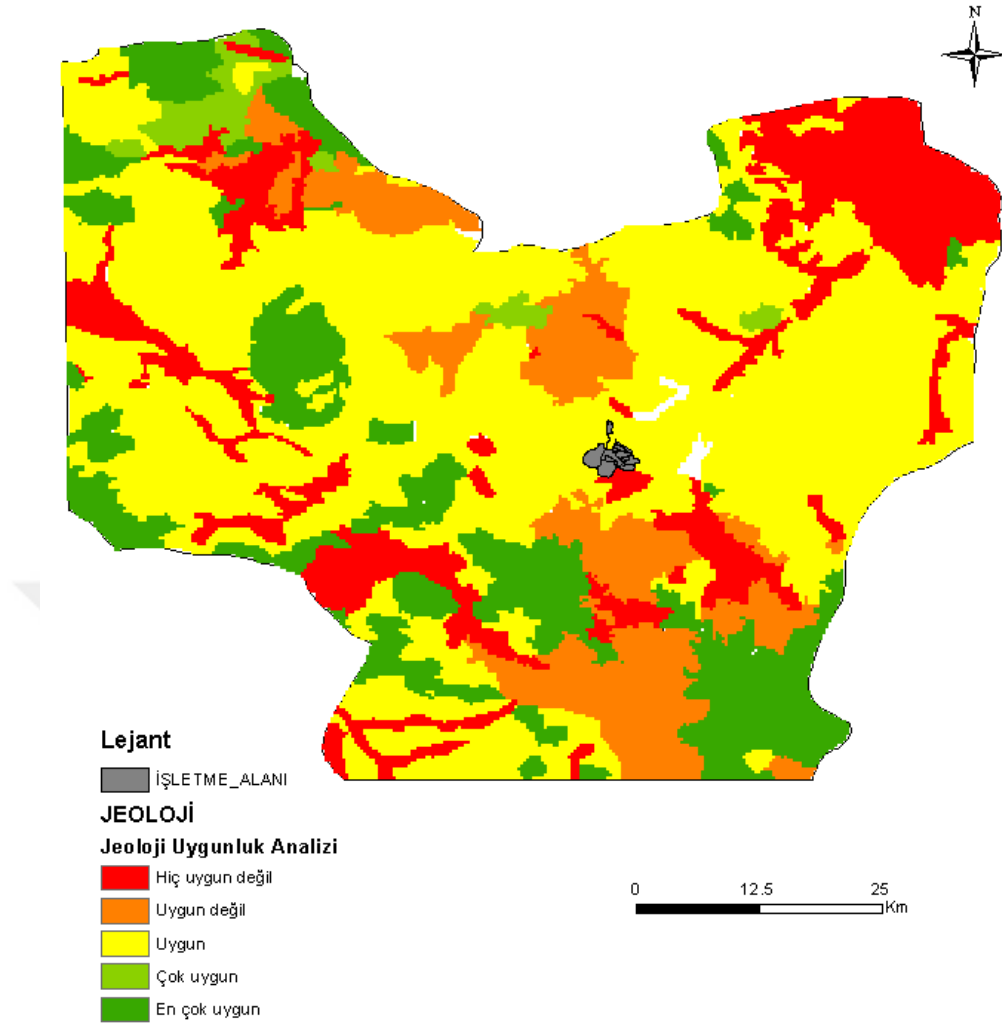 N
Lejant
İŞLETME_ALANI
JEOLOJİ
Jeoloji Uygunluk Analizi
Hiç uygun değil
Uygun değil
Uygun
Çok uygun
En çok uygun
0 12.5 25
Km